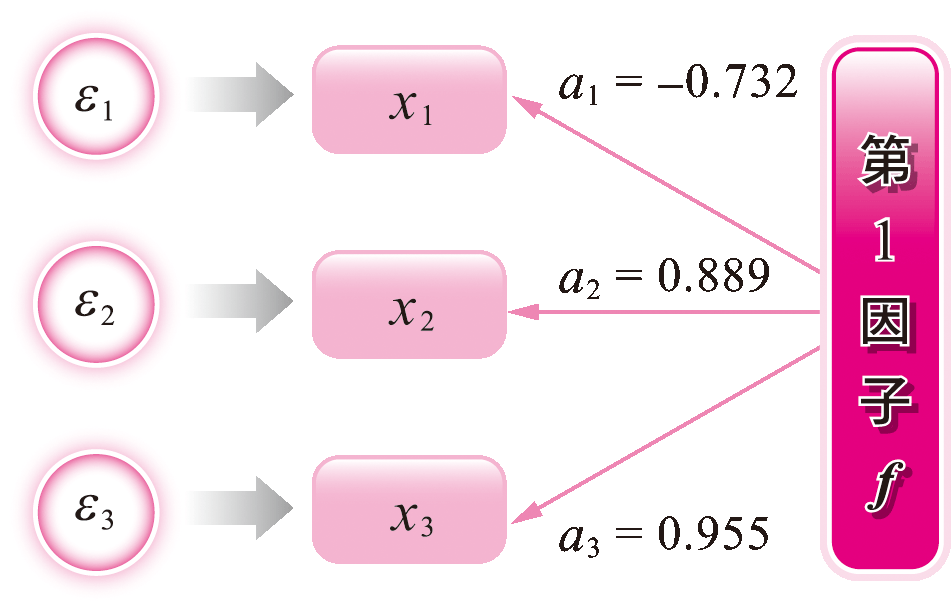 ε1
x1
a1 = –0.732
ε2
x2
a2 = 0.889
ε3
x3
a3 = 0.955
第1因子f